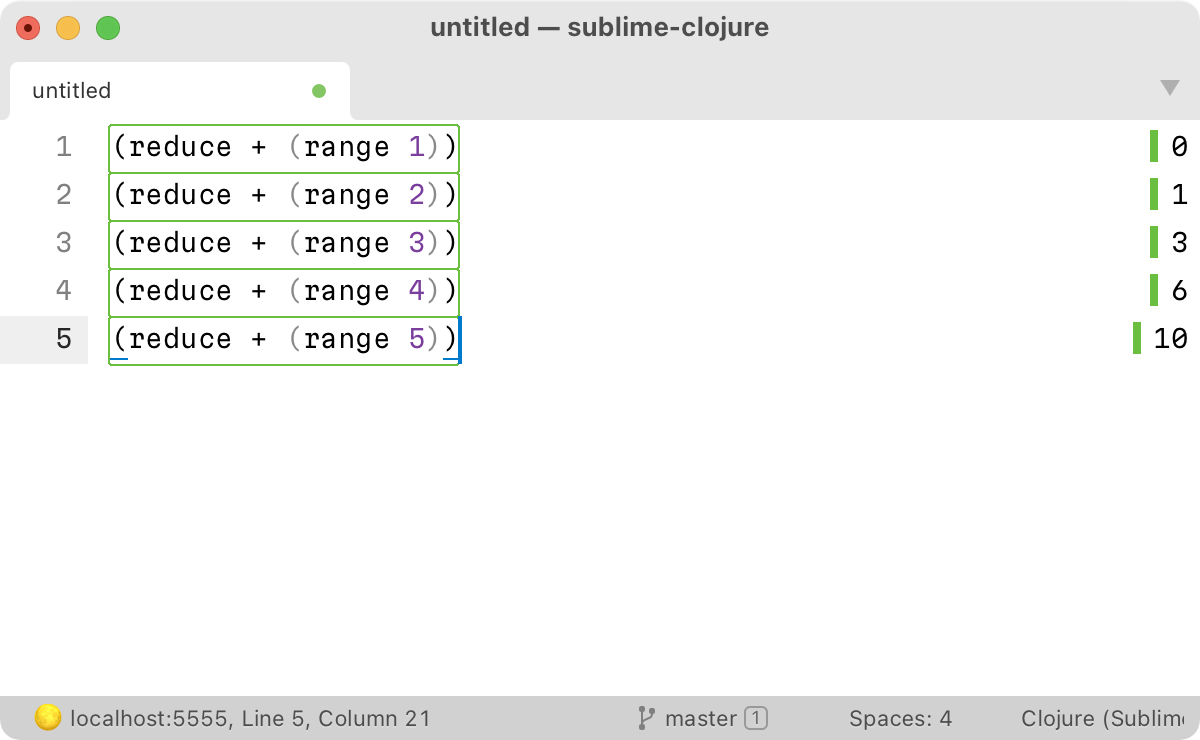 untitled — sublime-clojure
untitled
1 (reduce + (range 1)) 0
2 (reduce + (range 2)) 1
3 (reduce + (range 3)) 3
4 (reduce + (range 4)) 6
5 (reduce + (range 5)) 10
localhost:5555, Line 5, Column 21 master 1 Spaces: 4 Clojure (Sublim